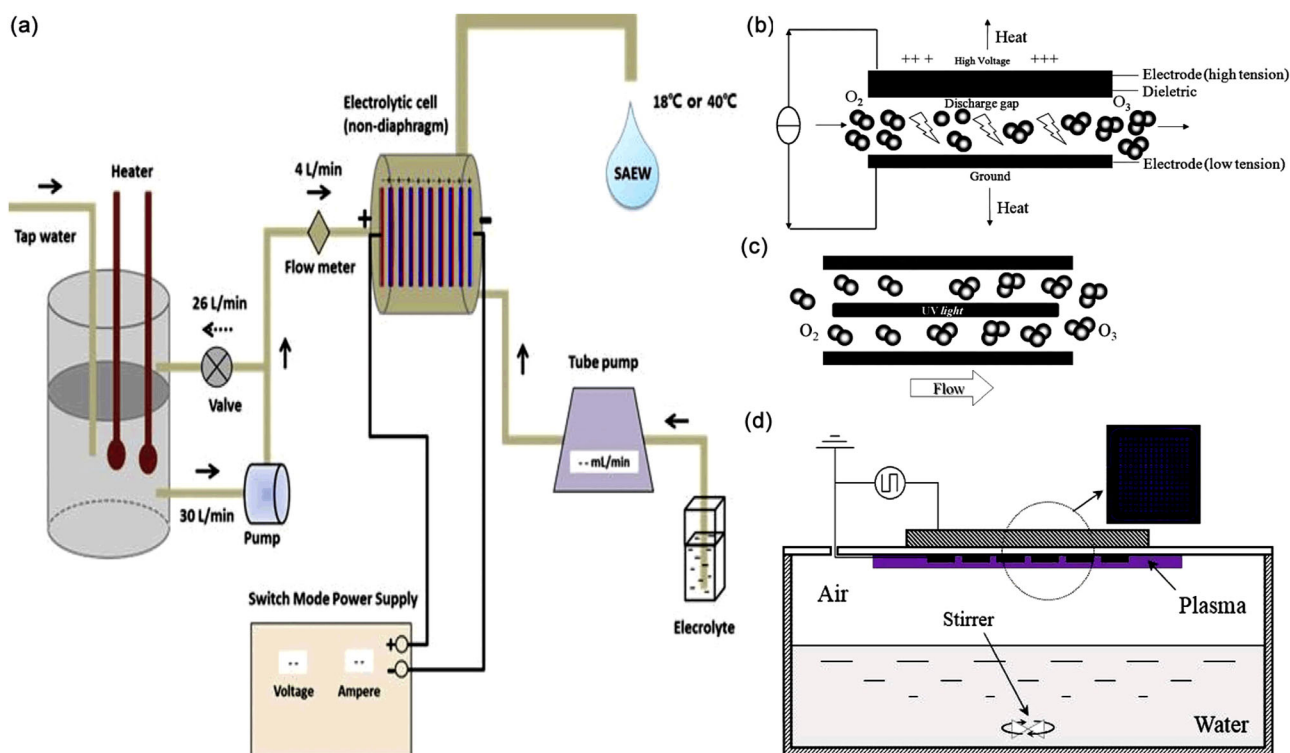 (a)
Tap water
Heater
26 L/min
Valve
30 L/min
Pump
4 L/min
Flow meter
Electrolytic cell
(non-diaphragm)
+
-
18℃ or 40℃
SAEW
Tube pump
- - mL/min
Elecrolyte
Switch Mode Power Supply
+
-
- -
- -
Voltage
Ampere
(b)
Heat
+++
High Voltage
+++
Electrode (high tension)
Dieletric
O2
Discharge gap
O3
Electrode (low tension)
Ground
Heat
(c)
UV light
O2
O3
Flow
(d)
Air
Plasma
Stirrer
Water